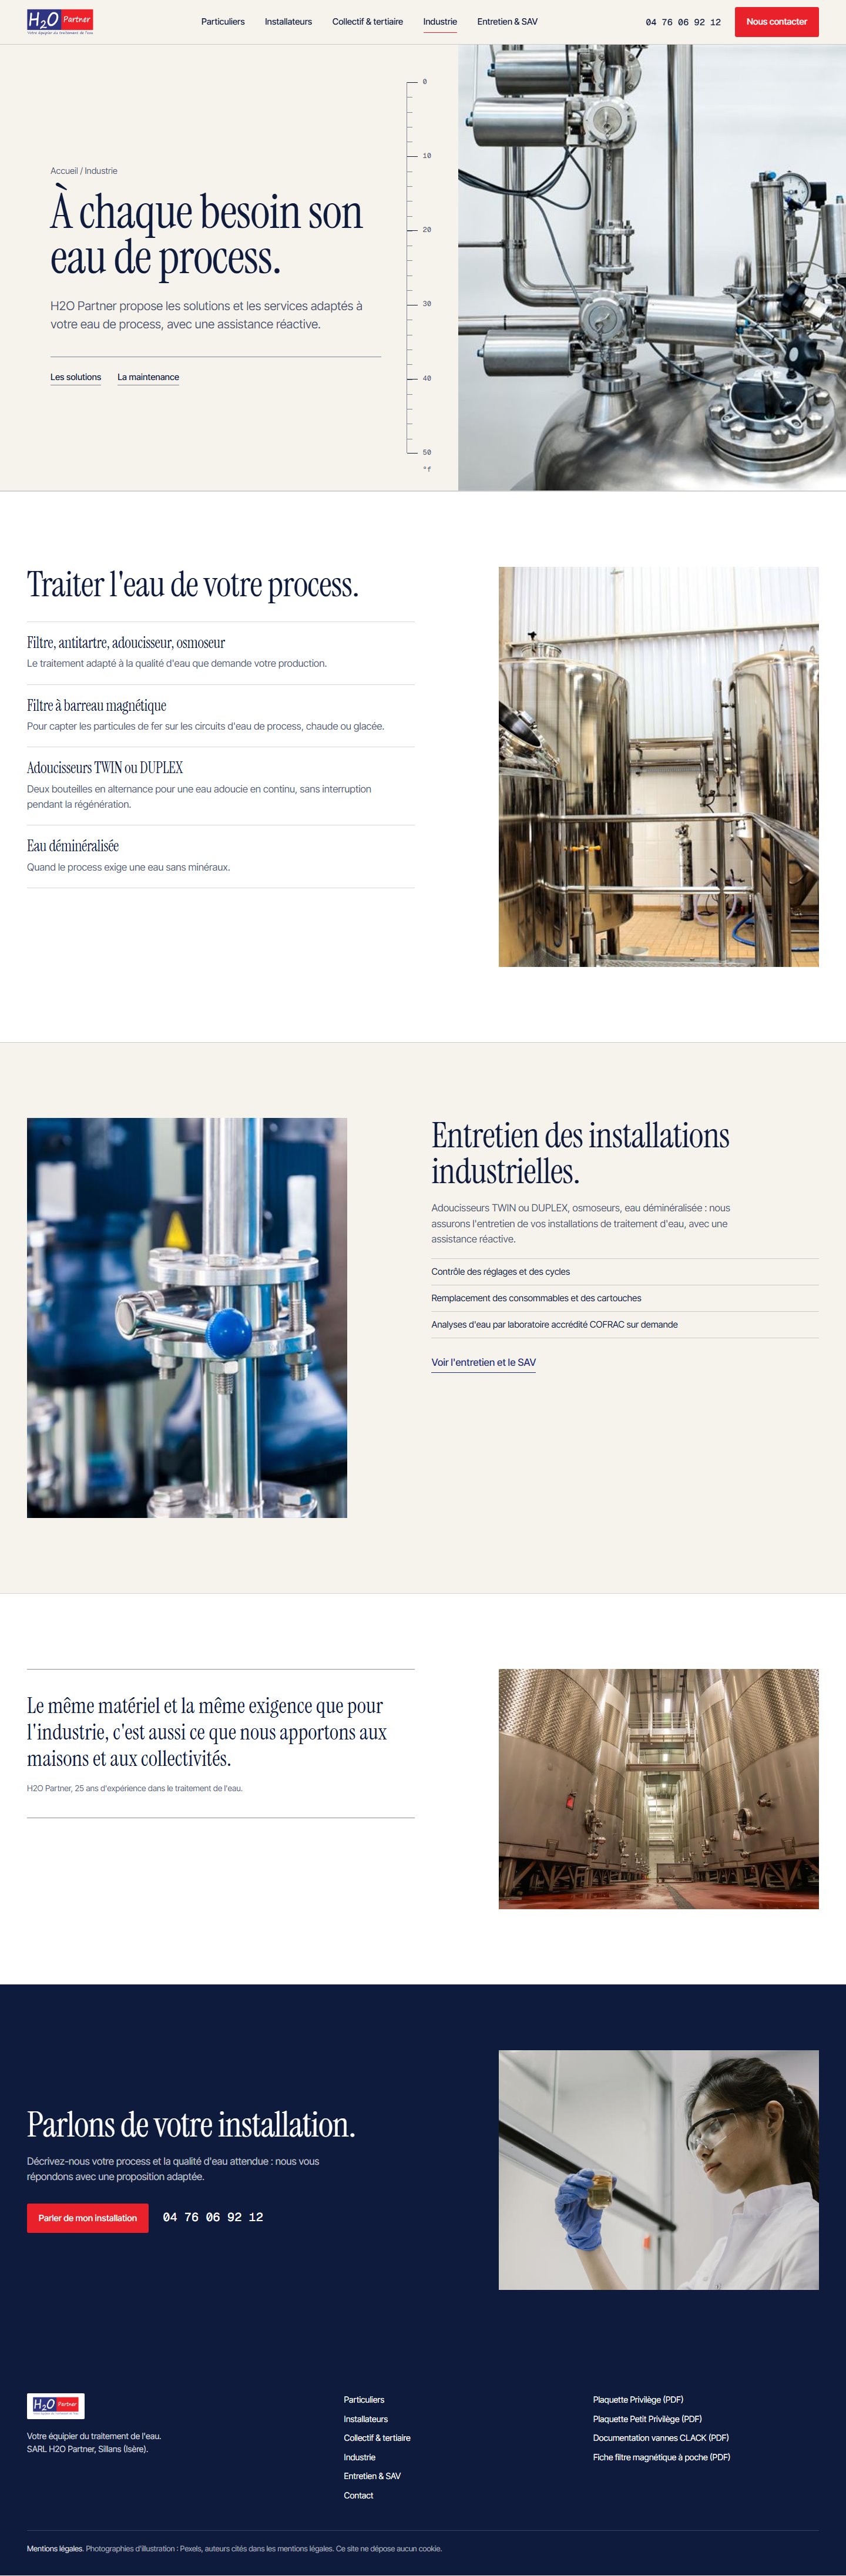 H2O Partner
Votre équipier du traitement de l'eau
Particuliers
Installateurs
Collectif & tertiaire
Industrie
Entretien & SAV
04 76 06 92 12
Nous contacter
Accueil / Industrie
À chaque besoin son
eau de process.
H2O Partner propose les solutions et les services adaptés à
votre eau de process, avec une assistance réactive.
Les solutions
La maintenance
0
10
20
30
40
50
°f
Traiter l'eau de votre process.
Filtre, antitartre, adoucisseur, osmoseur
Le traitement adapté à la qualité d'eau que demande votre production.
Filtre à barreau magnétique
Pour capter les particules de fer sur les circuits d'eau de process, chaude ou glacée.
Adoucisseurs TWIN ou DUPLEX
Deux bouteilles en alternance pour une eau adoucie en continu, sans interruption
pendant la régénération.
Eau déminéralisée
Quand le process exige une eau sans minéraux.
Entretien des installations
industrielles.
Adoucisseurs TWIN ou DUPLEX, osmoseurs, eau déminéralisée : nous
assurons l'entretien de vos installations de traitement d'eau, avec une
assistance réactive.
Contrôle des réglages et des cycles
Remplacement des consommables et des cartouches
Analyses d'eau par laboratoire accrédité COFRAC sur demande
Voir l'entretien et le SAV
Le même matériel et la même exigence que pour
l'industrie, c'est aussi ce que nous apportons aux
maisons et aux collectivités.
H2O Partner, 25 ans d'expérience dans le traitement de l'eau.
Parlons de votre installation.
Décrivez-nous votre process et la qualité d'eau attendue : nous vous
répondons avec une proposition adaptée.
Parler de mon installation
04 76 06 92 12
H2O Partner
Votre équipier du traitement de l'eau.
SARL H2O Partner, Sillans (Isère).
Particuliers
Installateurs
Collectif & tertiaire
Industrie
Entretien & SAV
Contact
Plaquette Privilège (PDF)
Plaquette Petit Privilège (PDF)
Documentation vannes CLACK (PDF)
Fiche filtre magnétique à poche (PDF)
Mentions légales. Photographies d'illustration : Pexels, auteurs cités dans les mentions légales. Ce site ne dépose aucun cookie.